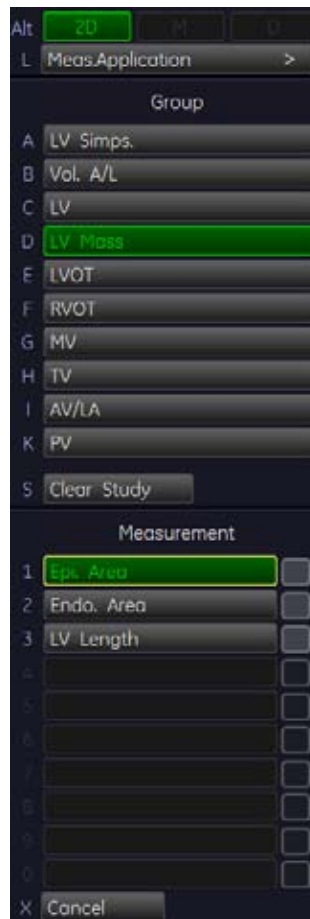 Alt 2D M D
L Meas.Application >
Group
A LV Simps.
B Vol. A/L
C LV
D LV Mass
E LVOT
F RVOT
G MV
H TV
I AV/LA
K PV
S Clear Study
Measurement
1 Epi. Area
2 Endo. Area
3 LV Length
4
5
6
7
8
9
0
X Cancel